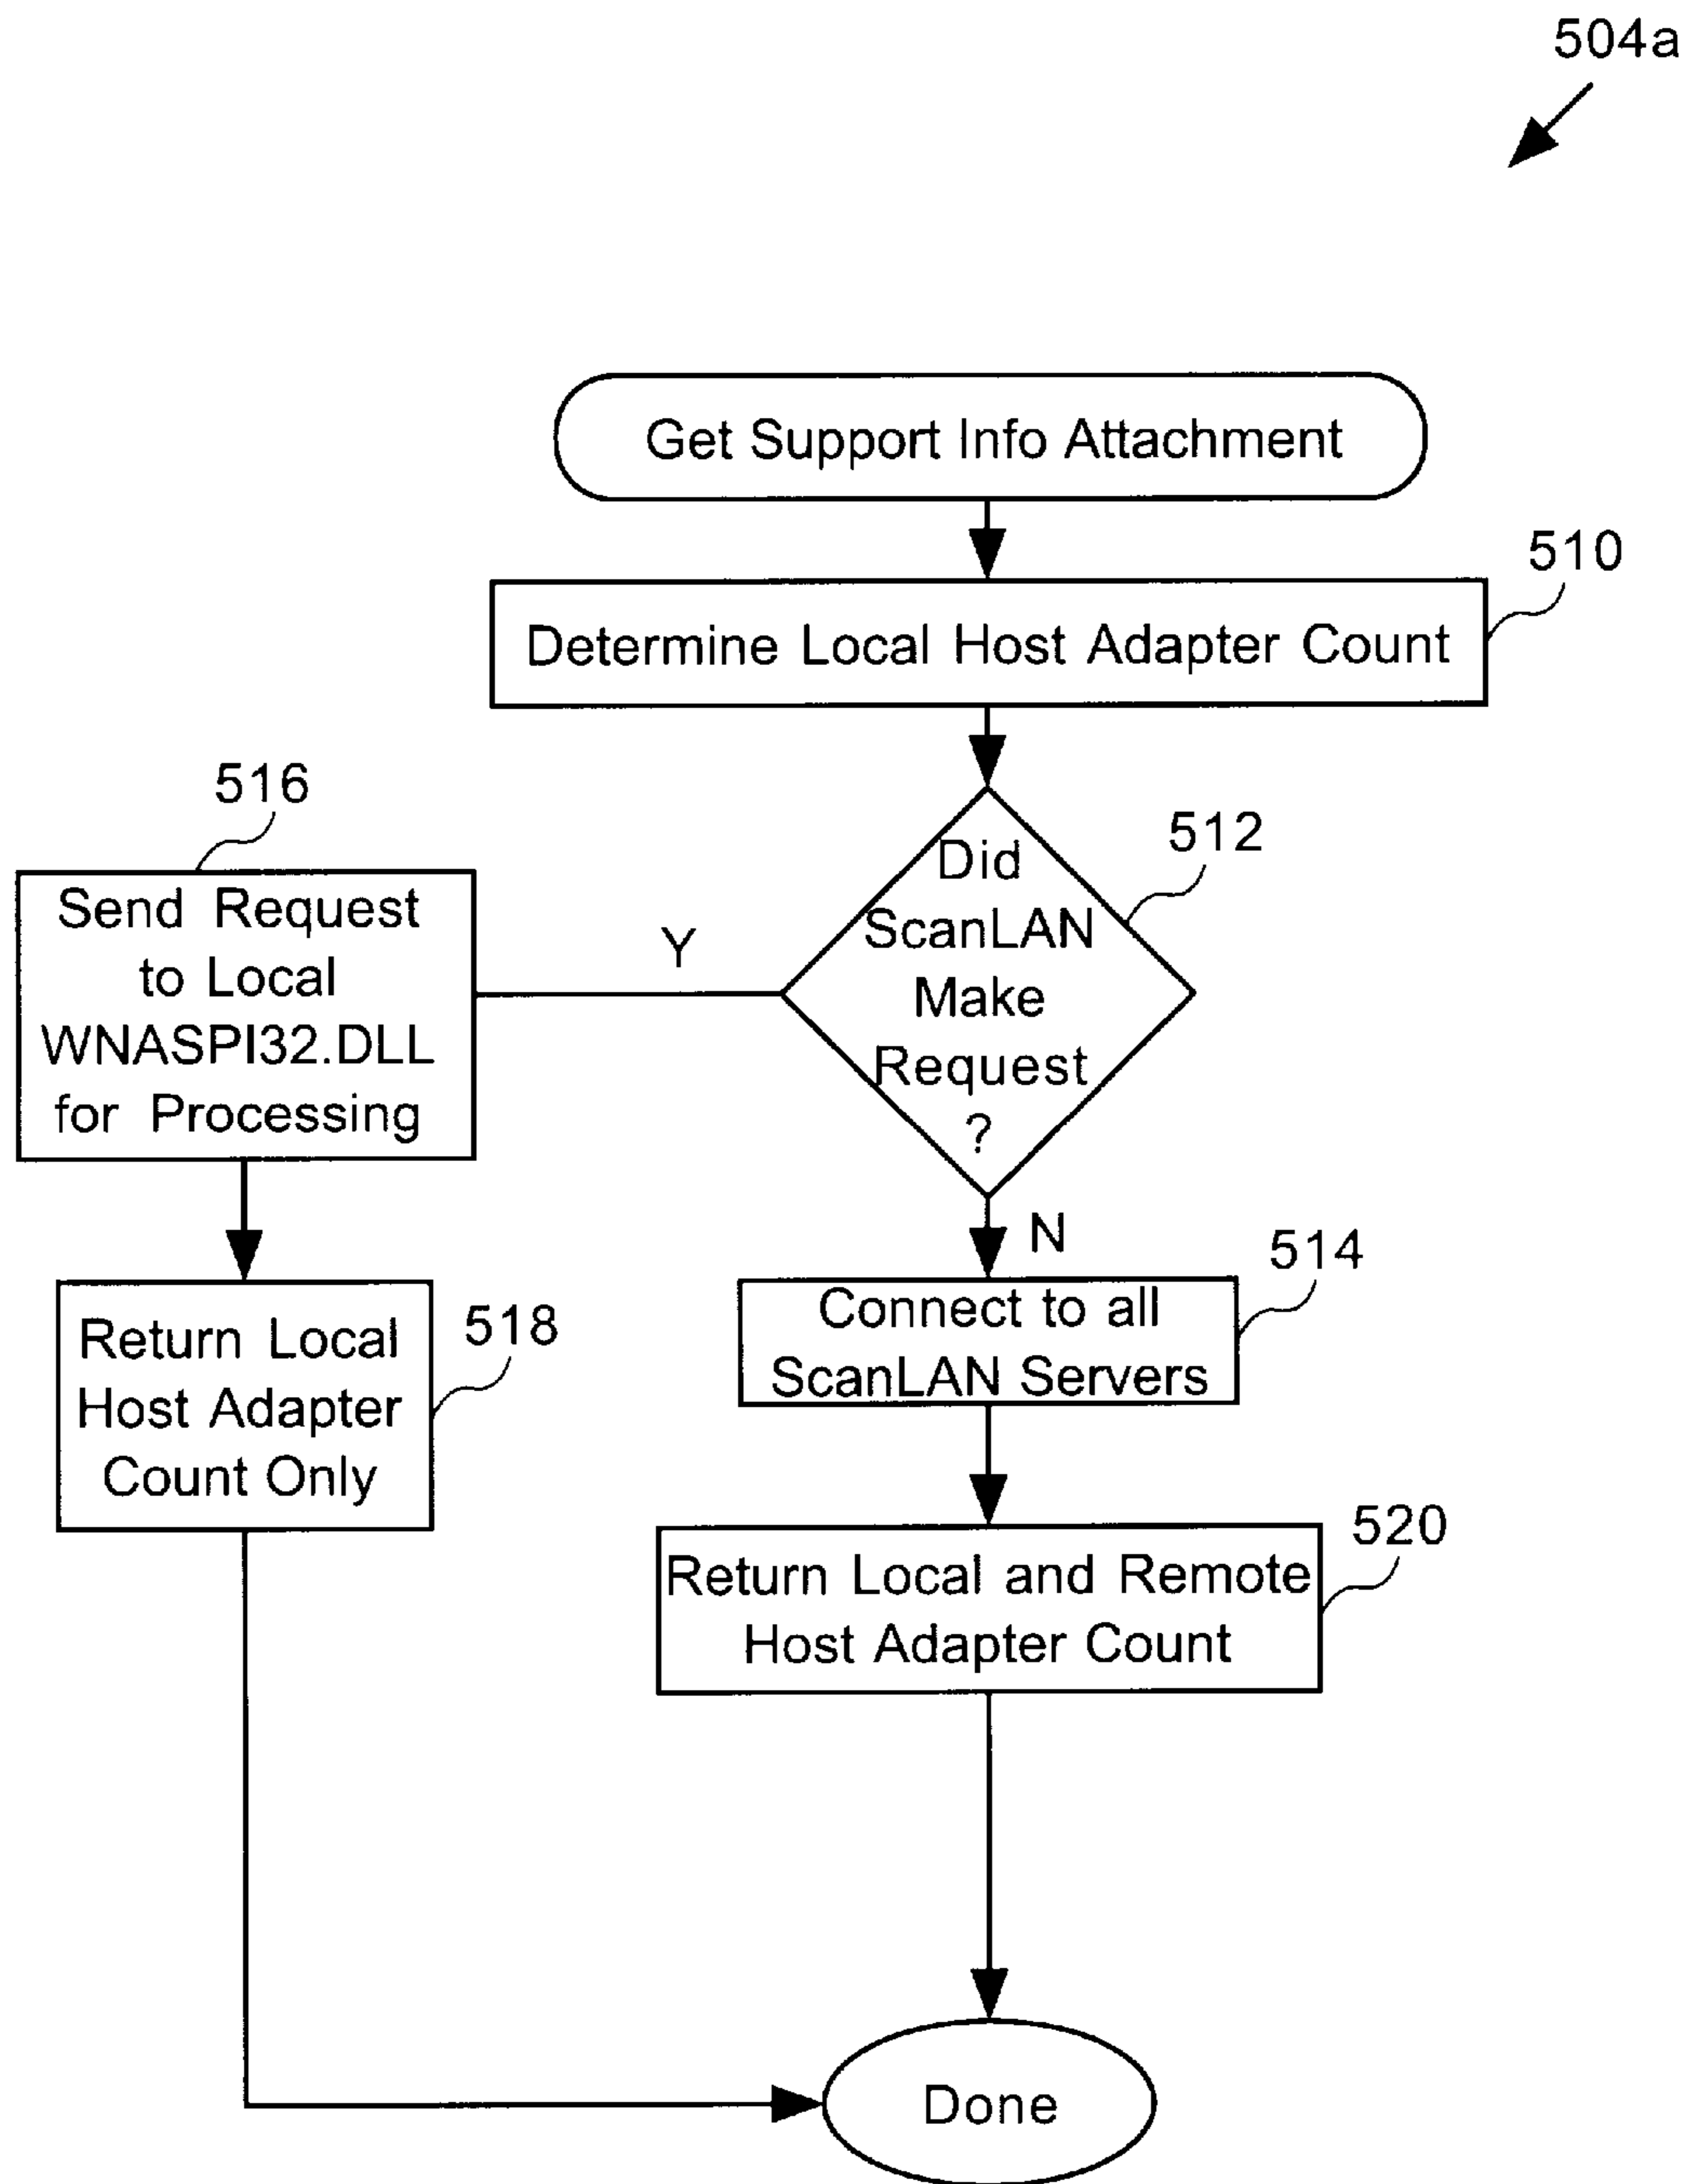 504a
Get Support Info Attachment
510
Determine Local Host Adapter Count
516
512
Send Request
to Local
WNASPI32.DLL
for Processing
Y
Did
ScanLAN
Make
Request
?
N
514
Connect to all
ScanLAN Servers
518
Return Local
Host Adapter
Count Only
520
Return Local and Remote
Host Adapter Count
Done